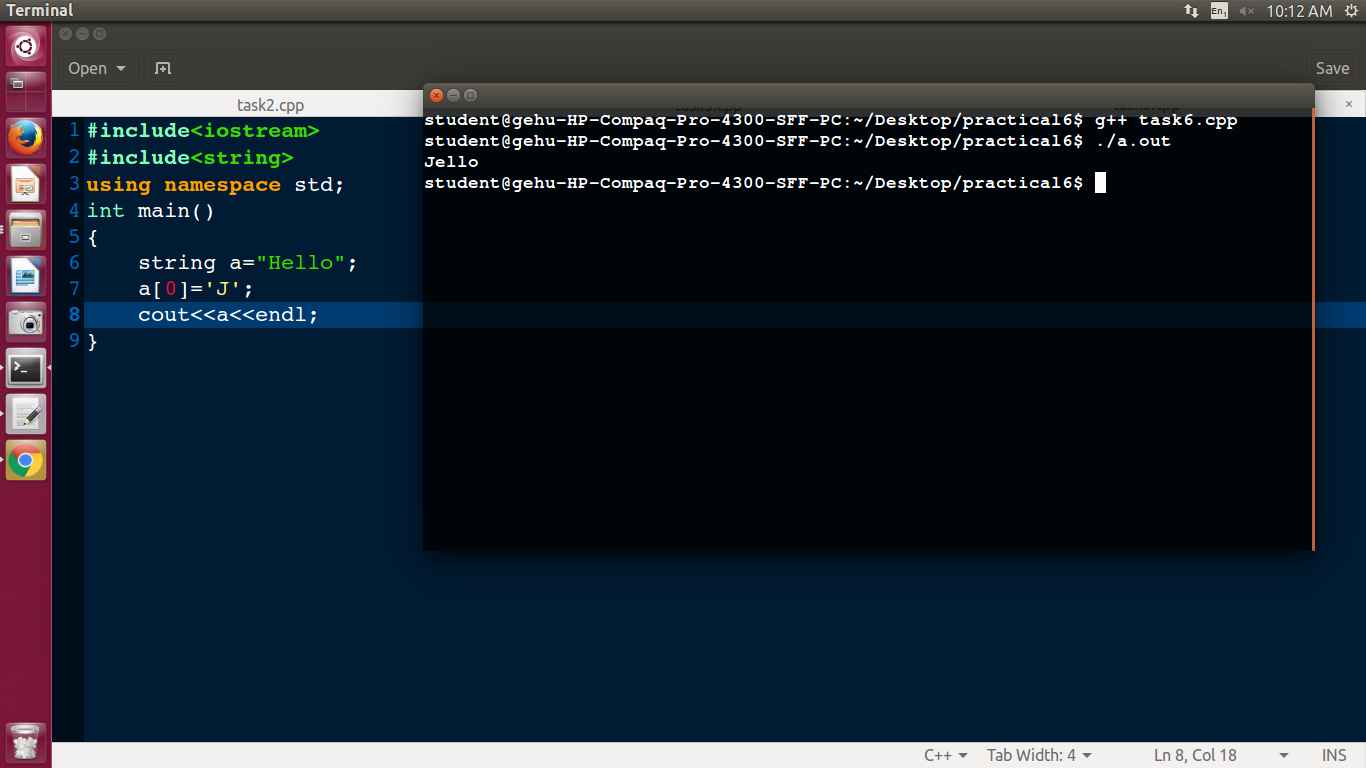 Terminal
En1
10:12 AM
Open
Save
task2.cpp
1 #include<iostream>
2 #include<string>
3 using namespace std;
4 int main()
5 {
6 string a="Hello";
7 a[0]='J';
8 cout<<a<<endl;
9 }
student@gehu-HP-Compaq-Pro-4300-SFF-PC:~/Desktop/practical6$ g++ task6.cpp
student@gehu-HP-Compaq-Pro-4300-SFF-PC:~/Desktop/practical6$ ./a.out
Jello
student@gehu-HP-Compaq-Pro-4300-SFF-PC:~/Desktop/practical6$
C++ Tab Width: 4 Ln 8, Col 18 INS